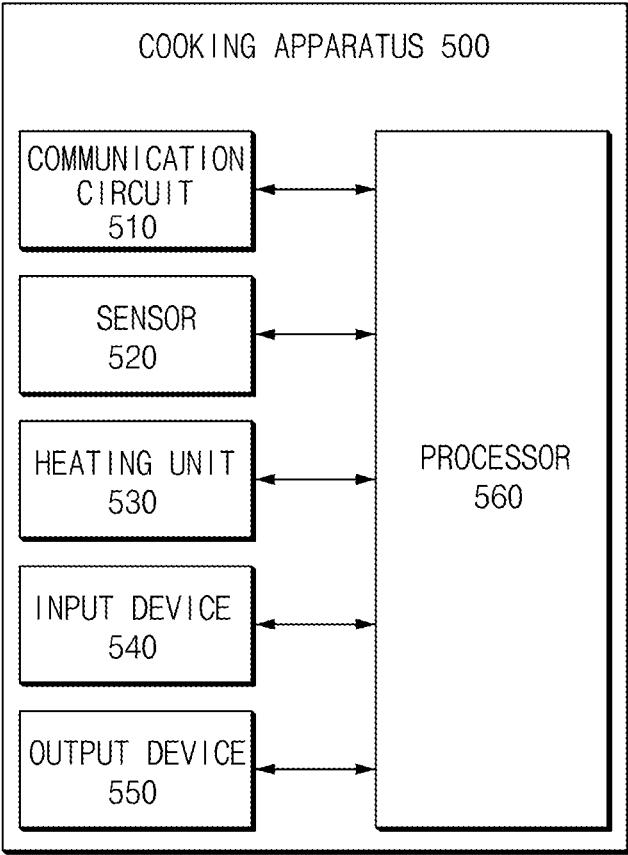 COOKING APPARATUS 500
COMMUNICATION
CIRCUIT
510
SENSOR
520
HEATING UNIT
530
INPUT DEVICE
540
OUTPUT DEVICE
550
PROCESSOR
560